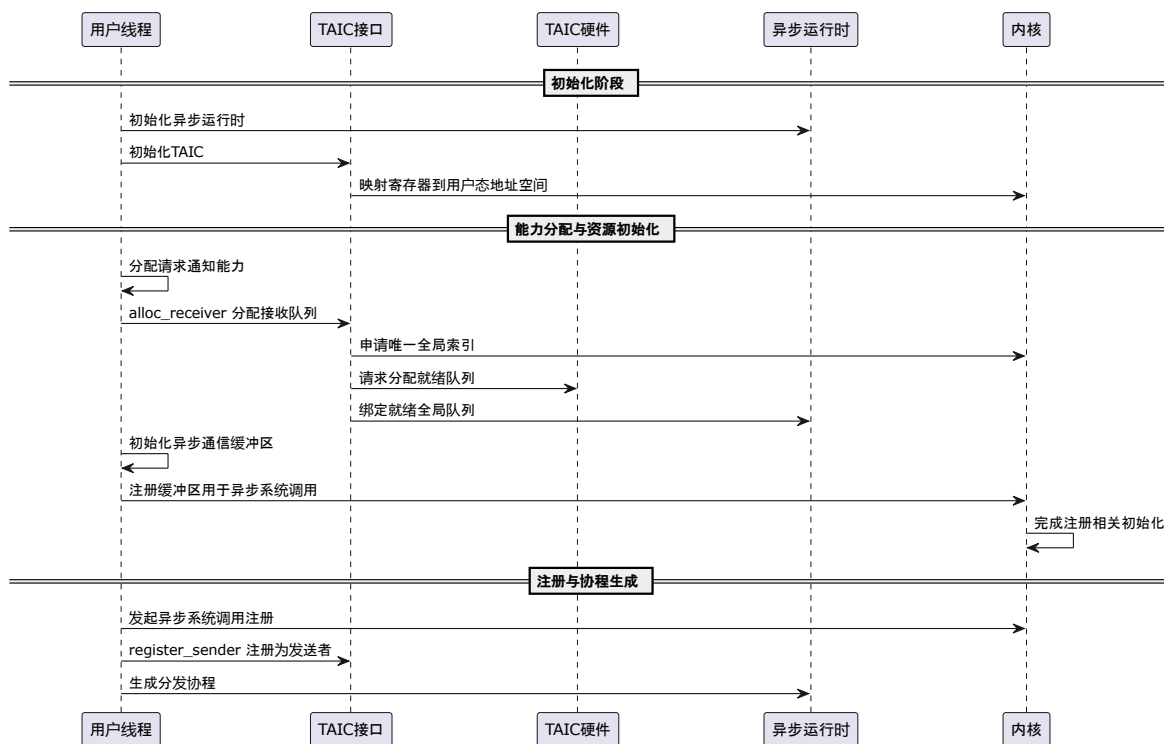 用户线程 TAIC接口 TAIC硬件 异步运行时 内核
初始化阶段
初始化异步运行时
初始化TAIC
映射寄存器到用户态地址空间
能力分配与资源初始化
分配请求通知能力
alloc_receiver 分配接收队列
申请唯一全局索引
请求分配就绪队列
绑定就绪全局队列
初始化异步通信缓冲区
注册缓冲区用于异步系统调用
完成注册相关初始化
注册与协程生成
发起异步系统调用注册
register_sender 注册为发送者
生成分发协程
用户线程 TAIC接口 TAIC硬件 异步运行时 内核